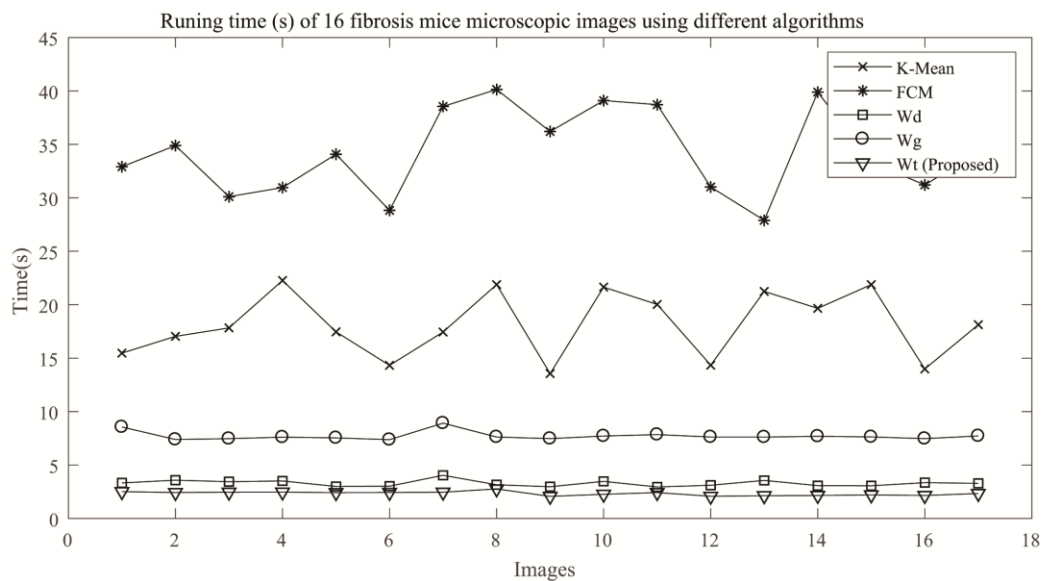 Runing time (s) of 16 fibrosis mice microscopic images using different algorithms
45
40
35
30
25
20
15
10
5
0
Time(s)
K-Mean
FCM
Wd
Wg
Wt (Proposed)
0 2 4 6 8 10 12 14 16 18
Images